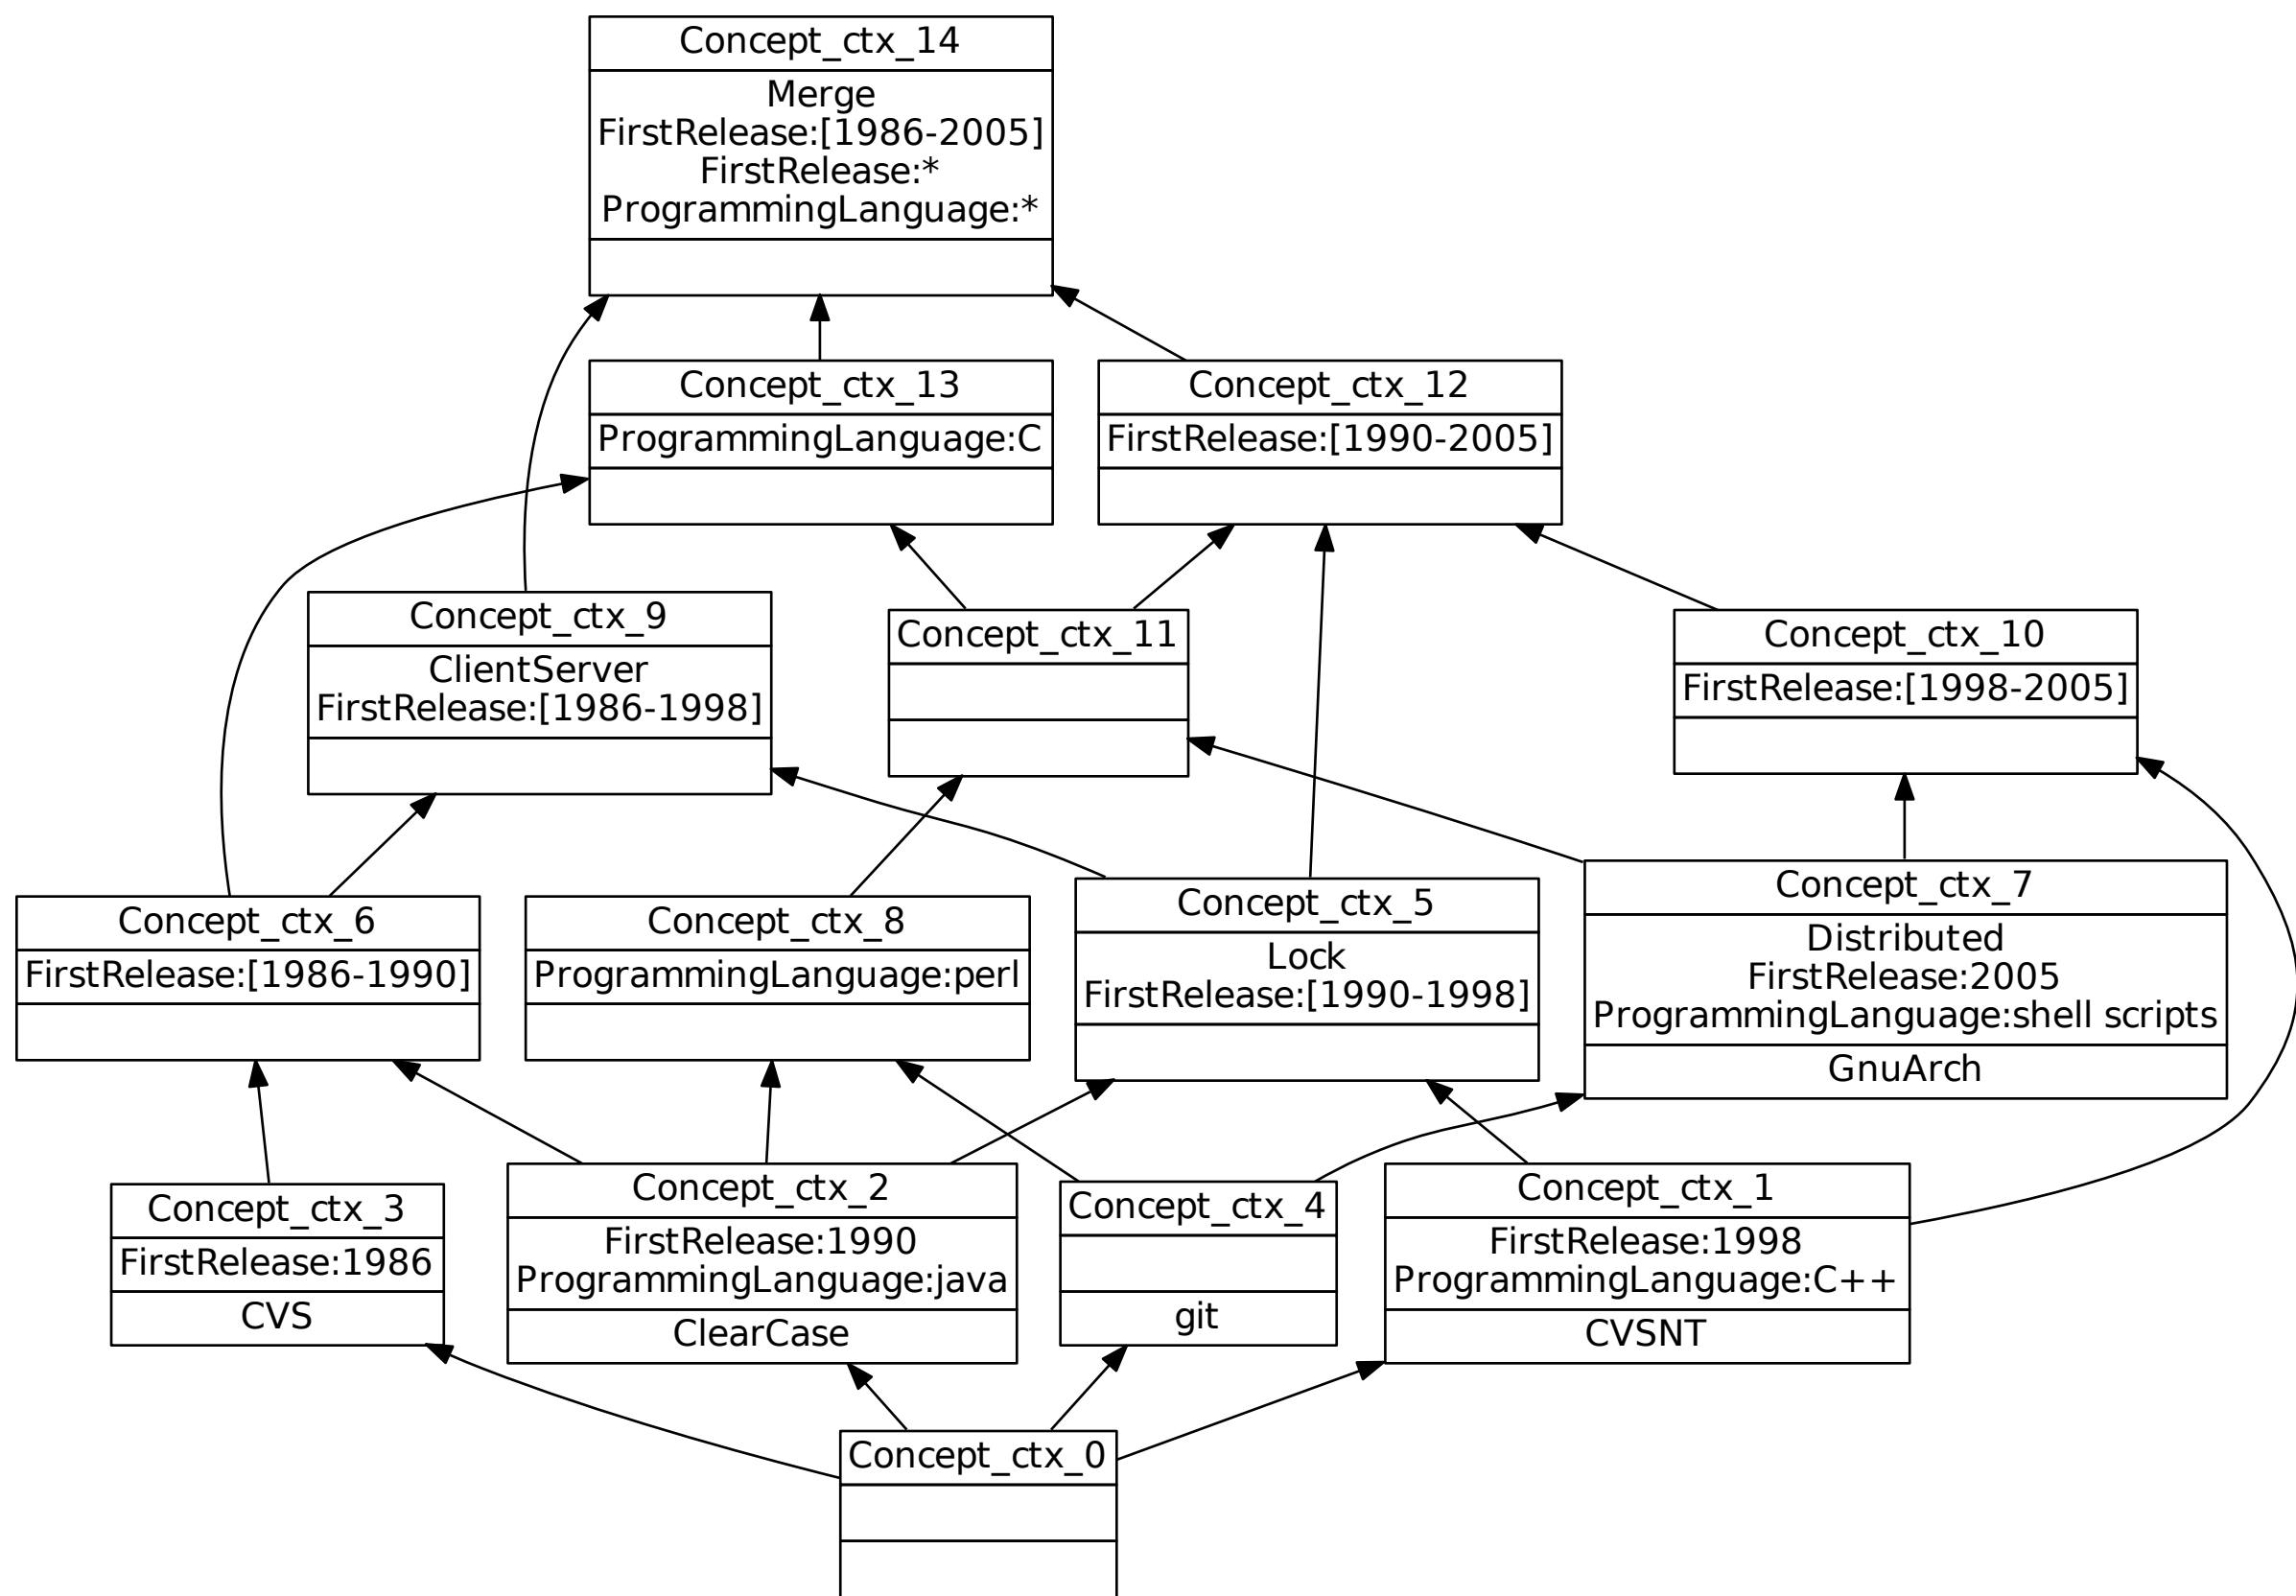 Concept_ctx_14
Merge
FirstRelease:[1986-2005]
FirstRelease:*
ProgrammingLanguage:*
Concept_ctx_13
ProgrammingLanguage:C
Concept_ctx_12
FirstRelease:[1990-2005]
Concept_ctx_9
ClientServer
FirstRelease:[1986-1998]
Concept_ctx_11
Concept_ctx_10
FirstRelease:[1998-2005]
Concept_ctx_6
FirstRelease:[1986-1990]
Concept_ctx_8
ProgrammingLanguage:perl
Concept_ctx_5
Lock
FirstRelease:[1990-1998]
Concept_ctx_7
Distributed
FirstRelease:2005
ProgrammingLanguage:shell scripts
GnuArch
Concept_ctx_3
FirstRelease:1986
CVS
Concept_ctx_2
FirstRelease:1990
ProgrammingLanguage:java
ClearCase
Concept_ctx_4
git
Concept_ctx_1
FirstRelease:1998
ProgrammingLanguage:C++
CVSNT
Concept_ctx_0